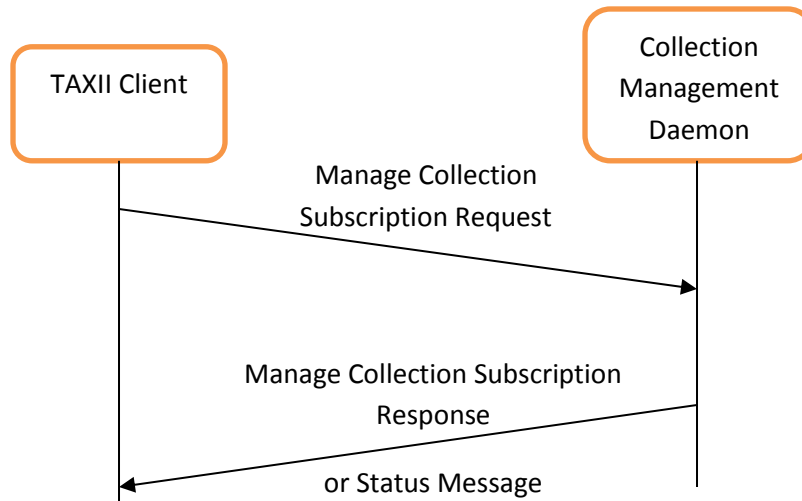 TAXII Client
Collection
Management
Daemon
Manage Collection
Subscription Request
Manage Collection Subscription
Response
or Status Message